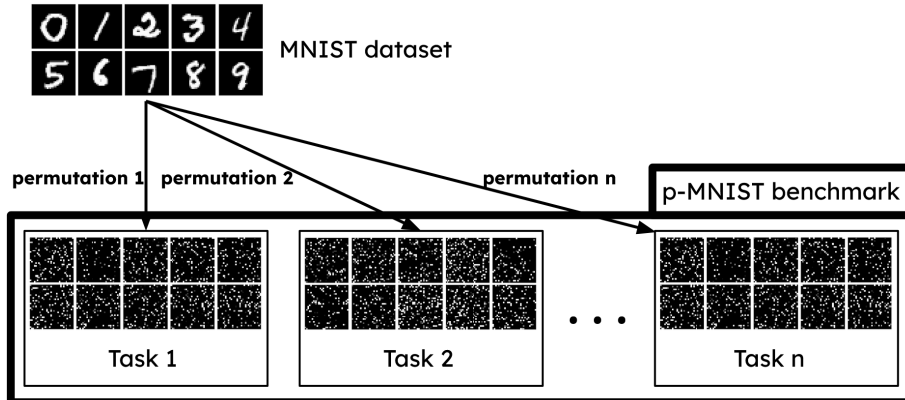 0 1 2 3 4
MNIST dataset
5 6 7 8 9
permutation 1
permutation 2
permutation n
p-MNIST benchmark
. . .
Task 1
Task 2
Task n